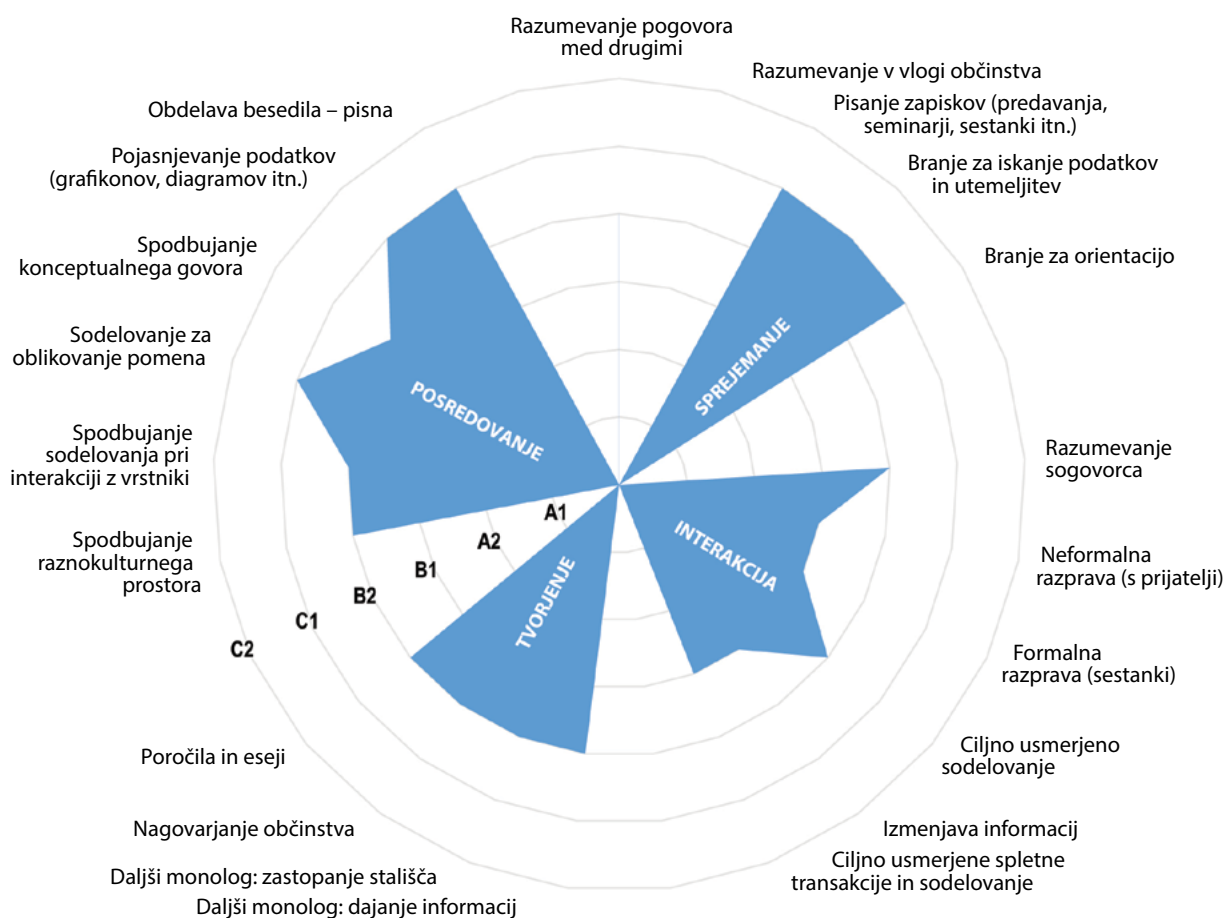 Razumevanje pogovora
med drugimi
Razumevanje v vlogi občinstva
Pisanje zapiskov (predavanja,
seminarji, sestanki itn.)
Branje za iskanje podatkov
in utemeljitev
Branje za orientacijo
Razumevanje
sogovorca
Neformalna
razprava (s prijatelji)
Formalna
razprava (sestanki)
Ciljno usmerjeno
sodelovanje
Izmenjava informacij
Ciljno usmerjene spletne
transakcije in sodelovanje
Daljši monolog: dajanje informacij
Daljši monolog: zastopanje stališča
Nagovarjanje občinstva
Poročila in eseji
Spodbujanje
raznokulturnega
prostora
Spodbujanje
sodelovanja pri
interakciji z vrstniki
Sodelovanje za
oblikovanje pomena
Spodbujanje
konceptualnega govora
Pojasnjevanje podatkov
(grafikonov, diagramov itn.)
Obdelava besedila – pisna
SPREJEMANJE
INTERAKCIJA
TVORJENJE
POSREDOVANJE
A1
A2
B1
B2
C1
C2